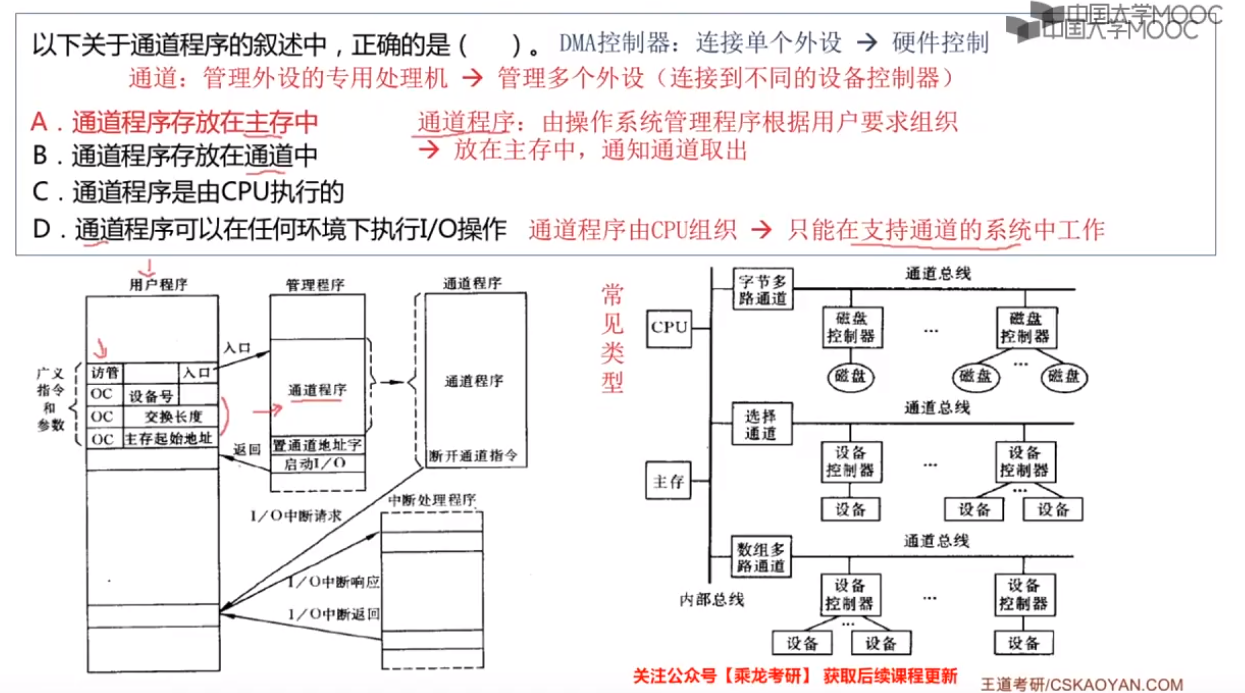 中国大学MOOC
中国大学MOOC
以下关于通道程序的叙述中，正确的是（ ）。 DMA控制器：连接单个外设 → 硬件控制
通道：管理外设的专用处理机 → 管理多个外设（连接到不同的设备控制器）
A．通道程序存放在主存中 通道程序：由操作系统管理程序根据用户要求组织
B．通道程序存放在通道中 → 放在主存中，通知通道取出
C．通道程序是由CPU执行的
D．通道程序可以在任何环境下执行I/O操作 通道程序由CPU组织 → 只能在支持通道的系统中工作
用户程序
管理程序
通道程序
广义
指令
和
参数
访管 入口
OC 设备号
OC 交换长度
OC 主存起始地址
入口
返回
通道程序
置通道地址字
启动I/O
通道程序
断开通道指令
中断处理程序
I/O中断请求
I/O中断响应
I/O中断返回
常
见
类
型
CPU
主存
内部总线
字节多
路通道
通道总线
磁盘
控制器
…
磁盘
控制器
磁盘
磁盘
…
磁盘
选择
通道
通道总线
设备
控制器
…
设备
控制器
设备
设备
…
设备
数组多
路通道
通道总线
设备
控制器
…
设备
控制器
设备
…
设备
设备
关注公众号【乘龙考研】 获取后续课程更新
王道考研/CSKAOYAN.COM